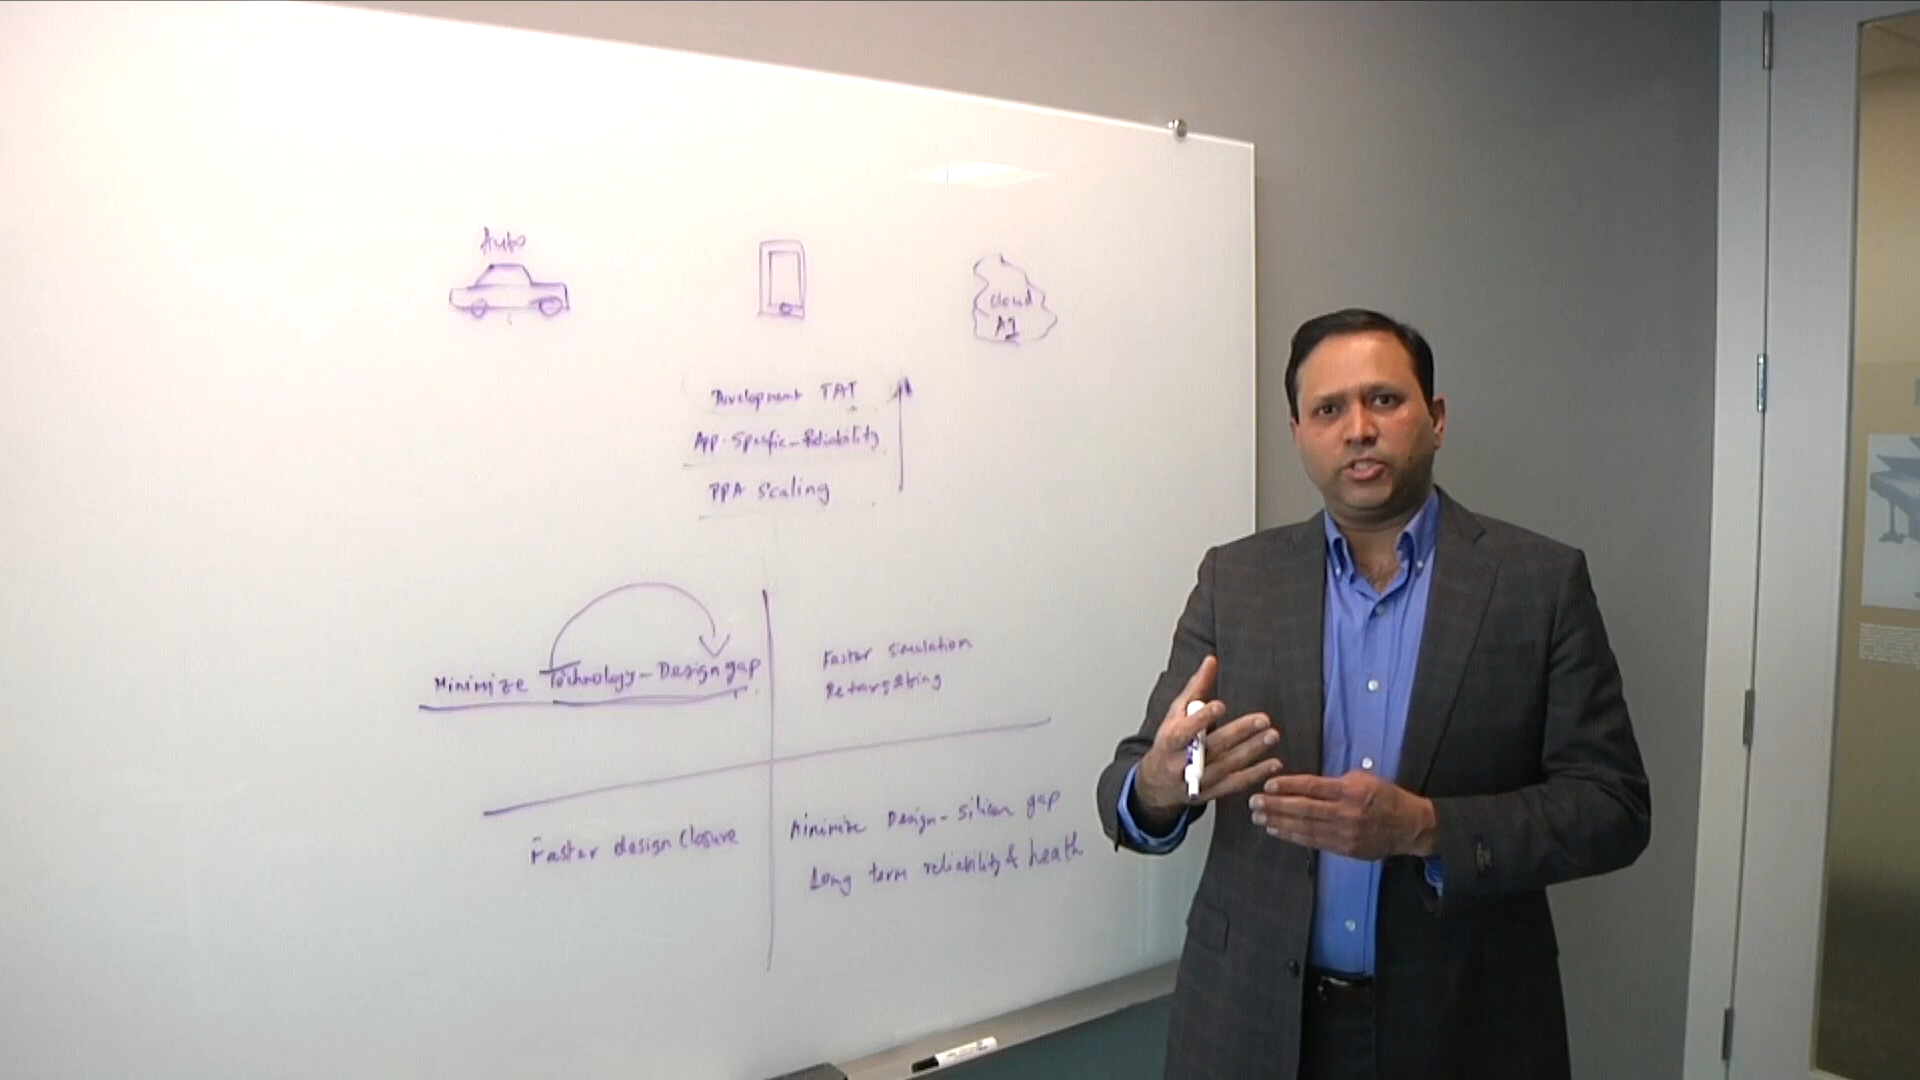 Auto
Cloud
AI
Development TAT
App-Specific-Reliability
PPA Scaling
Minimize Technology-Design gap
Faster Simulation
Retargeting
Faster design closure
Minimize Design-Silicon gap
Long term reliability & heath